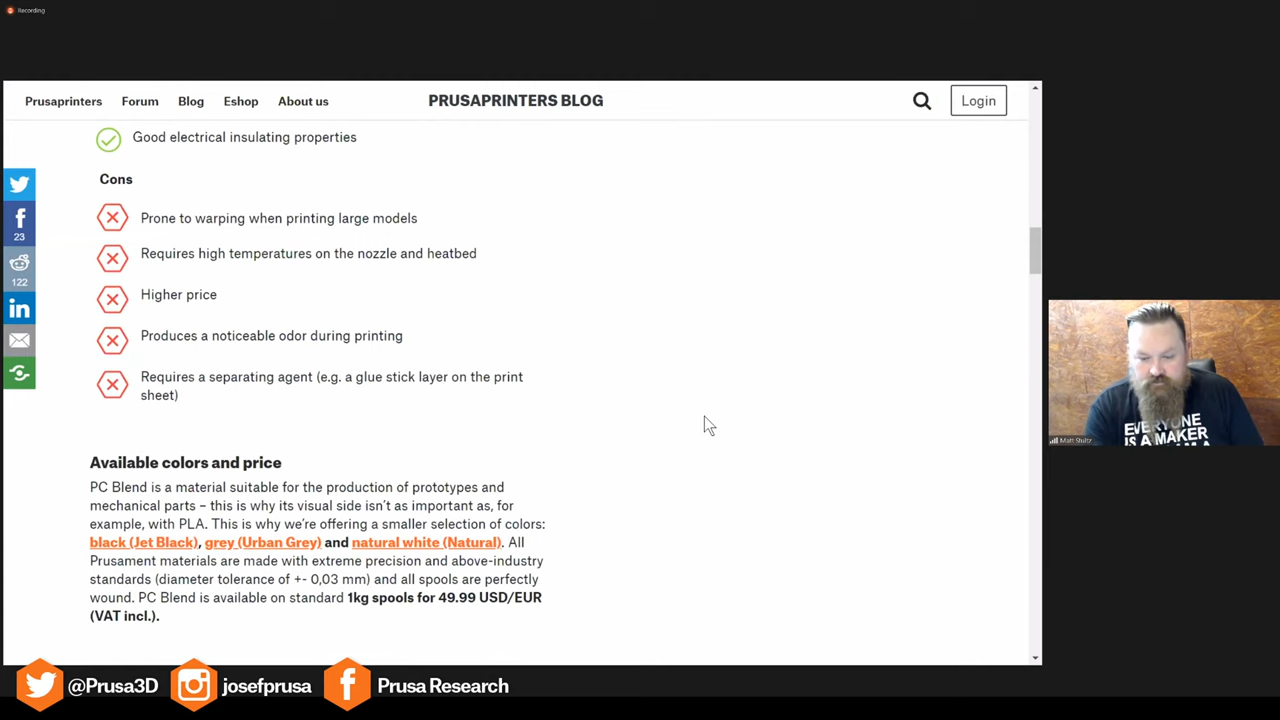 Recording
Prusaprinters Forum Blog Eshop About us PRUSAPRINTERS BLOG Login
Good electrical insulating properties
Cons
Prone to warping when printing large models
23
Requires high temperatures on the nozzle and heatbed
122
Higher price
Produces a noticeable odor during printing
Requires a separating agent (e.g. a glue stick layer on the print
sheet)
EVERYONE
IS A MAKER
Matt Stultz
Available colors and price
PC Blend is a material suitable for the production of prototypes and
mechanical parts – this is why its visual side isn't as important as, for
example, with PLA. This is why we're offering a smaller selection of colors:
black (Jet Black), grey (Urban Grey) and natural white (Natural). All
Prusament materials are made with extreme precision and above-industry
standards (diameter tolerance of +- 0,03 mm) and all spools are perfectly
wound. PC Blend is available on standard 1kg spools for 49.99 USD/EUR
(VAT incl.).
@Prusa3D josefprusa Prusa Research